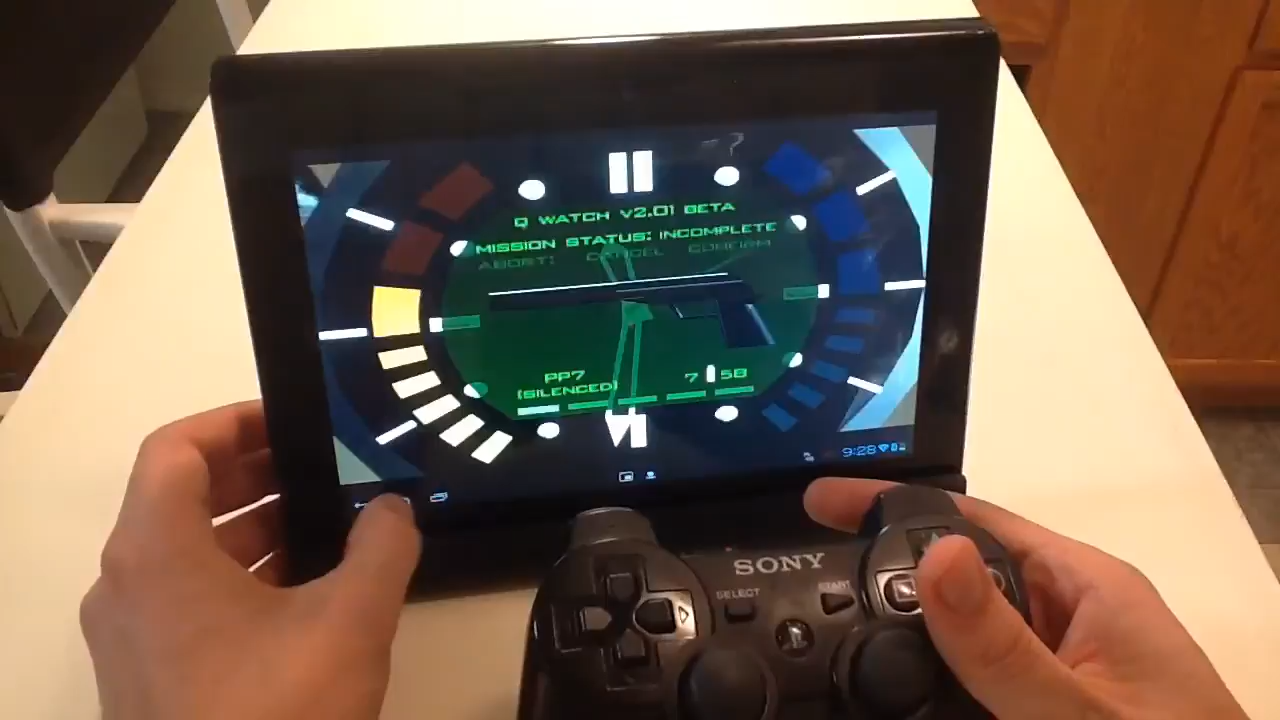 Q WATCH V2.01 BETA
MISSION STATUS: INCOMPLETE
ABORT: CANCEL CONFIRM
PP7
(SILENCED)
7 58
VI
9:28
SONY
SELECT
START